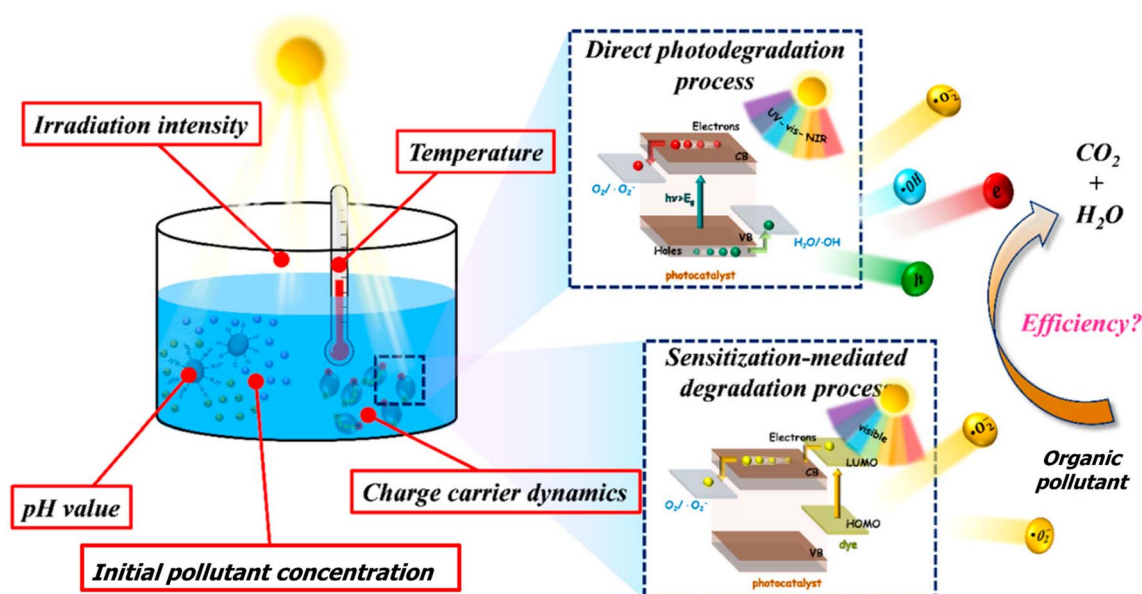 Irradiation intensity
Temperature
pH value
Initial pollutant concentration
Charge carrier dynamics
Direct photodegradation
process
UV-vis-NIR
Electrons
CB
O₂/·O₂⁻
hν>E_g
VB
Holes
H₂O/·OH
photocatalyst
•O₂⁻
•OH
e
h
CO₂
+
H₂O
Efficiency?
Organic
pollutant
Sensitization-mediated
degradation process
visible
Electrons
LUMO
CB
O₂/·O₂⁻
HOMO
dye
VB
photocatalyst
•O₂⁻
•O₂⁻